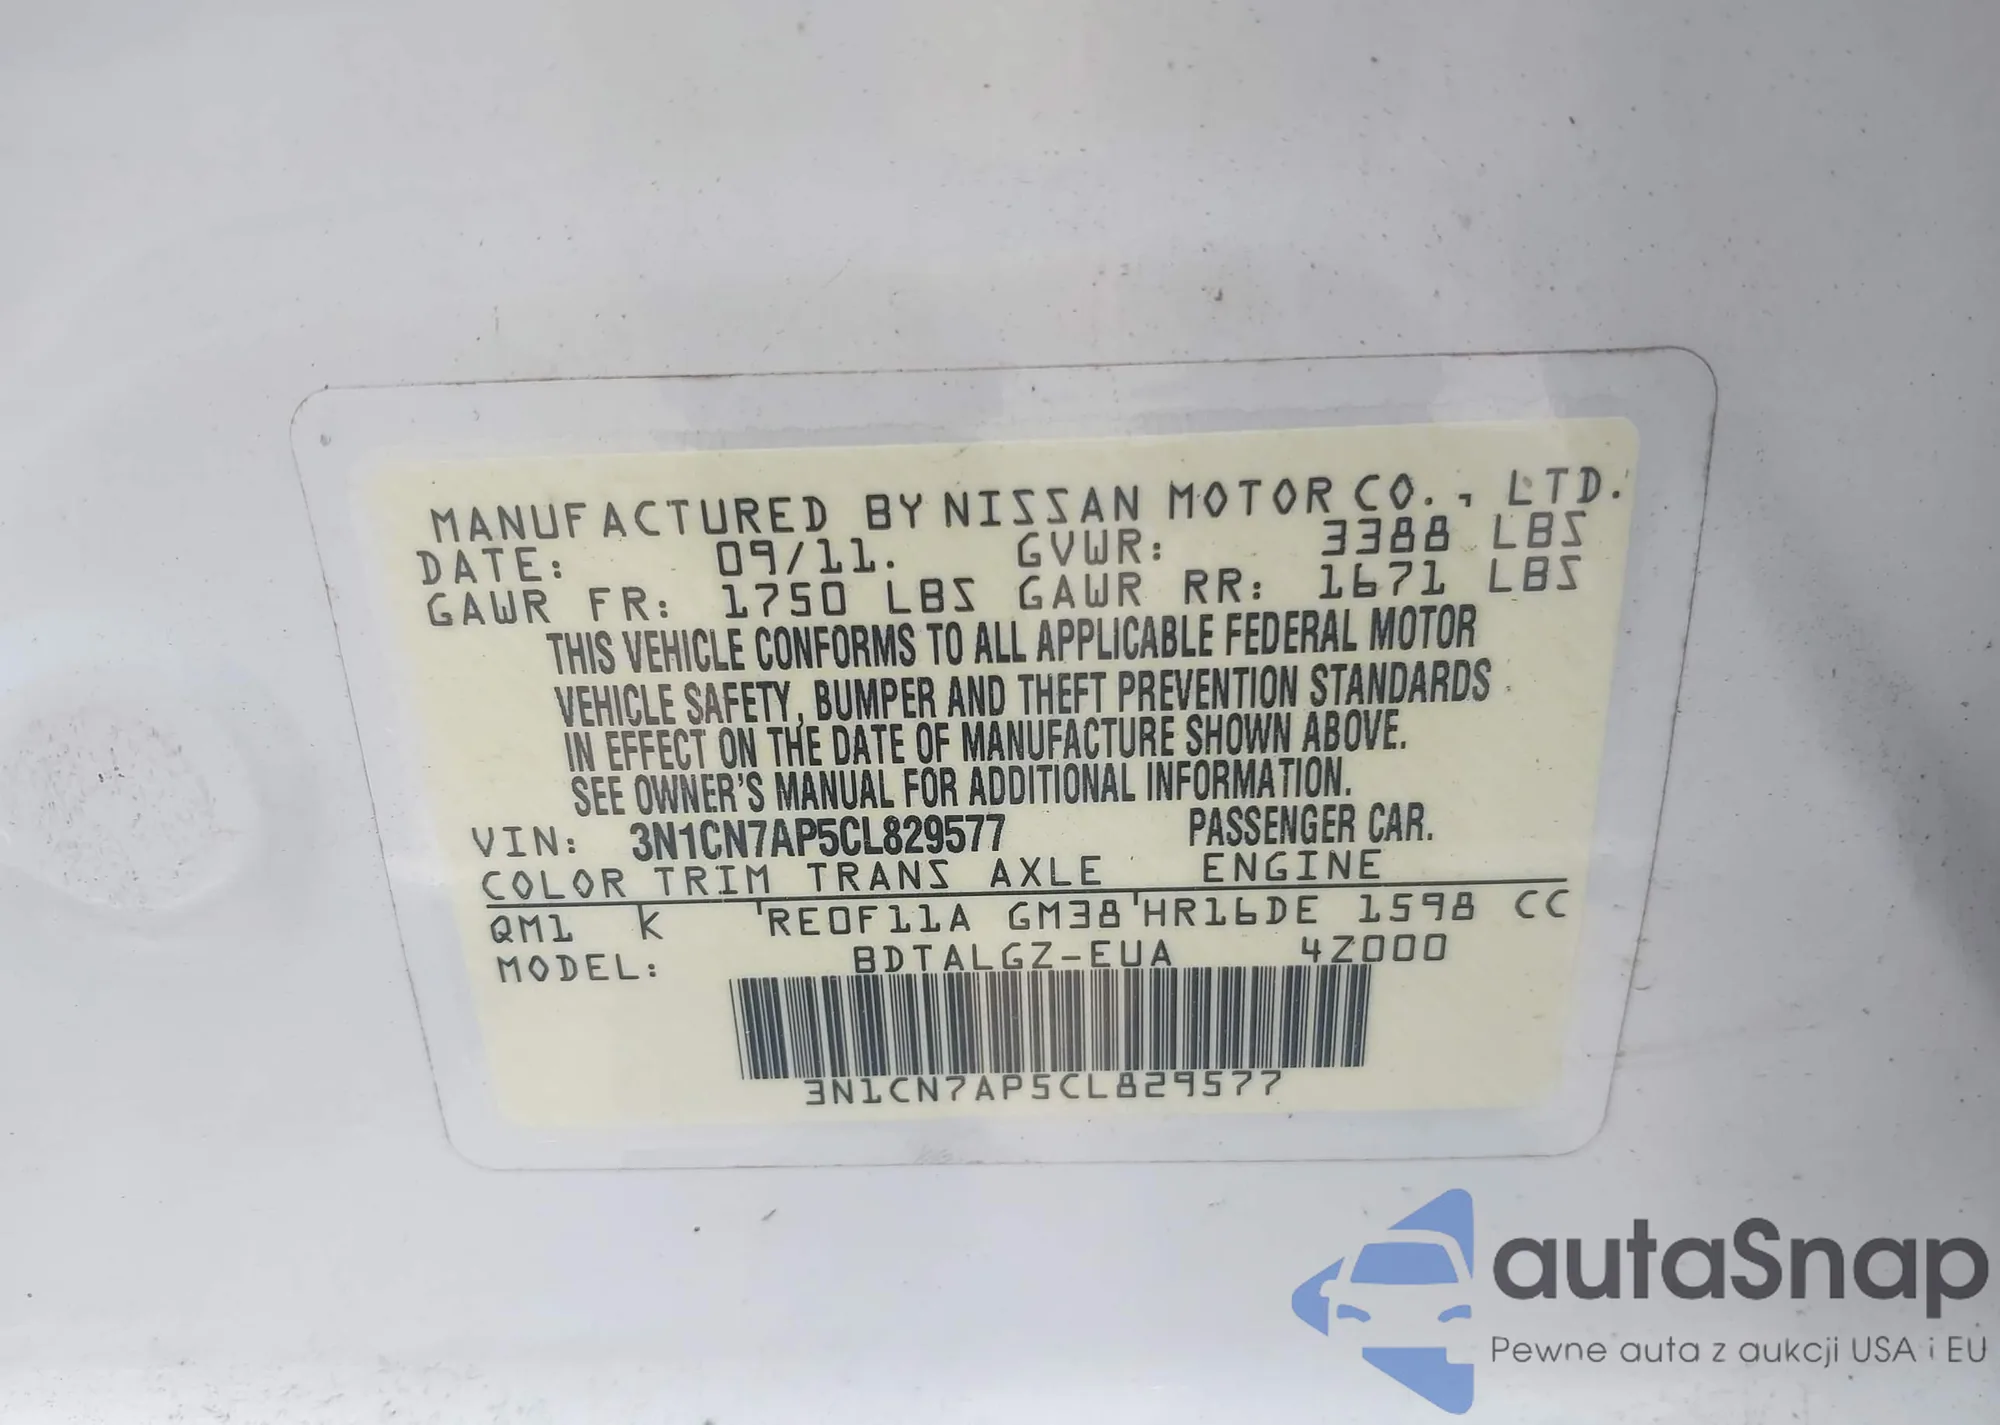 MANUFACTURED BY NISSAN MOTOR CO., LTD.
DATE: 09/11. GVWR: 3388 LBS
GAWR FR: 1750 LBS GAWR RR: 1671 LBS
THIS VEHICLE CONFORMS TO ALL APPLICABLE FEDERAL MOTOR
VEHICLE SAFETY, BUMPER AND THEFT PREVENTION STANDARDS
IN EFFECT ON THE DATE OF MANUFACTURE SHOWN ABOVE.
SEE OWNER'S MANUAL FOR ADDITIONAL INFORMATION.
VIN: 3N1CN7AP5CL829577 PASSENGER CAR.
COLOR TRIM TRANS AXLE ENGINE
QM1 K RE0F11A GM38 HR16DE 1598 CC
MODEL: BDTALGZ-EUA 4Z000
3N1CN7AP5CL829577
autaSnap
Pewne auta z aukcji USA i EU